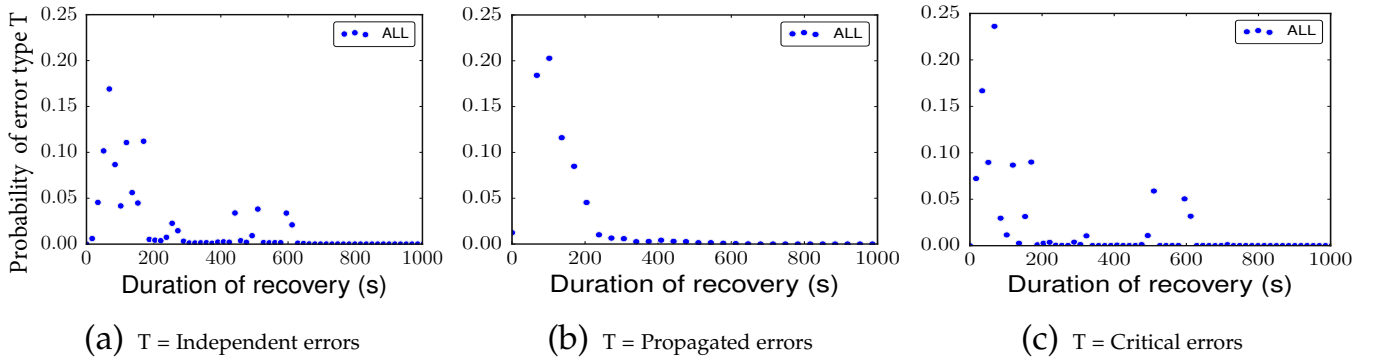 Probability of error type T
0.25
0.20
0.15
0.10
0.05
0.00
0 200 400 600 800 1000
ALL
Duration of recovery (s)
(a) T = Independent errors
0.25
0.20
0.15
0.10
0.05
0.00
0 200 400 600 800 1000
ALL
Duration of recovery (s)
(b) T = Propagated errors
0.25
0.20
0.15
0.10
0.05
0.00
0 200 400 600 800 1000
ALL
Duration of recovery (s)
(c) T = Critical errors